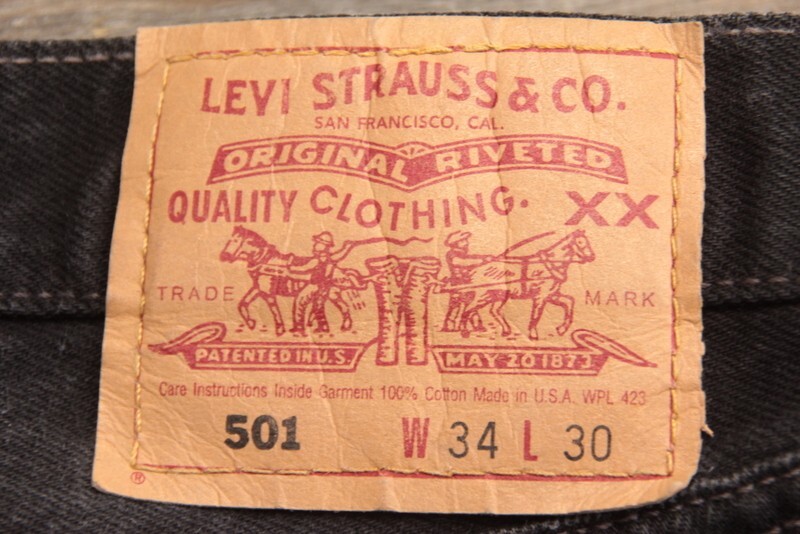 LEVI STRAUSS & CO.
SAN FRANCISCO, CAL.
ORIGINAL RIVETED
QUALITY CLOTHING. XX
TRADE MARK
PATENTED IN U.S. MAY 20 1873
Care Instructions Inside Garment 100% Cotton Made in U.S.A. WPL 423
501 W 34 L 30
®